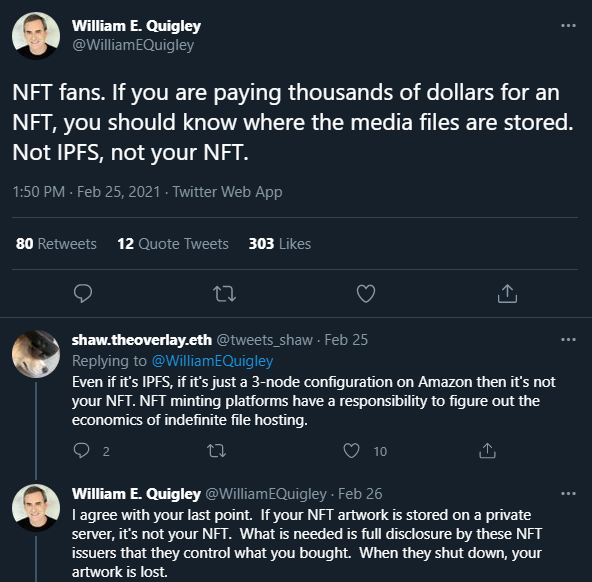 William E. Quigley
@WilliamEQuigley
NFT fans. If you are paying thousands of dollars for an
NFT, you should know where the media files are stored.
Not IPFS, not your NFT.
1:50 PM · Feb 25, 2021 · Twitter Web App
80 Retweets 12 Quote Tweets 303 Likes
shaw.theoverlay.eth @tweets_shaw · Feb 25
Replying to @WilliamEQuigley
Even if it's IPFS, if it's just a 3-node configuration on Amazon then it's not
your NFT. NFT minting platforms have a responsibility to figure out the
economics of indefinite file hosting.
2 10
William E. Quigley @WilliamEQuigley · Feb 26
I agree with your last point.  If your NFT artwork is stored on a private
server, it's not your NFT.  What is needed is full disclosure by these NFT
issuers that they control what you bought.  When they shut down, your
artwork is lost.